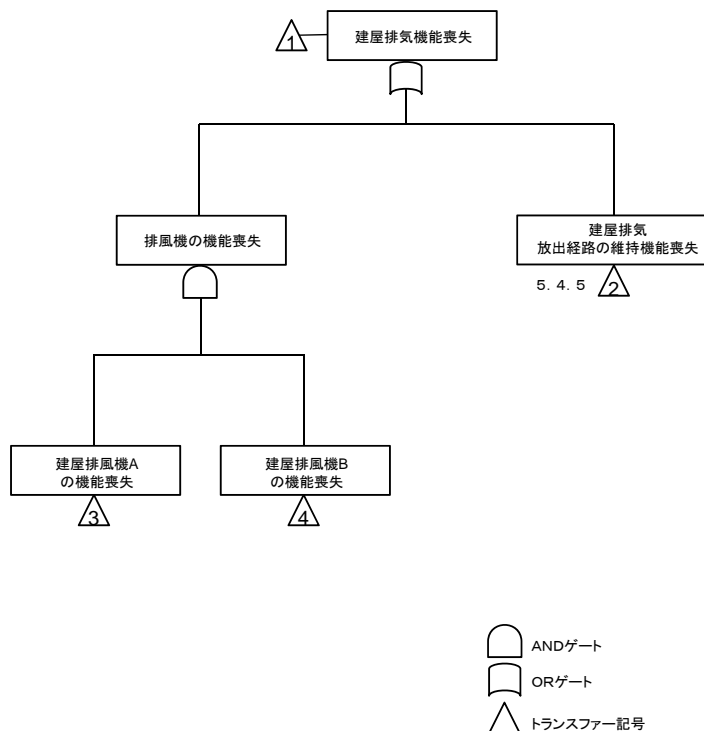 1
建屋排気機能喪失
排風機の機能喪失
建屋排気
放出経路の維持機能喪失
5. 4. 5
2
建屋排風機A
の機能喪失
建屋排風機B
の機能喪失
3
4
ANDゲート
ORゲート
トランスファー記号